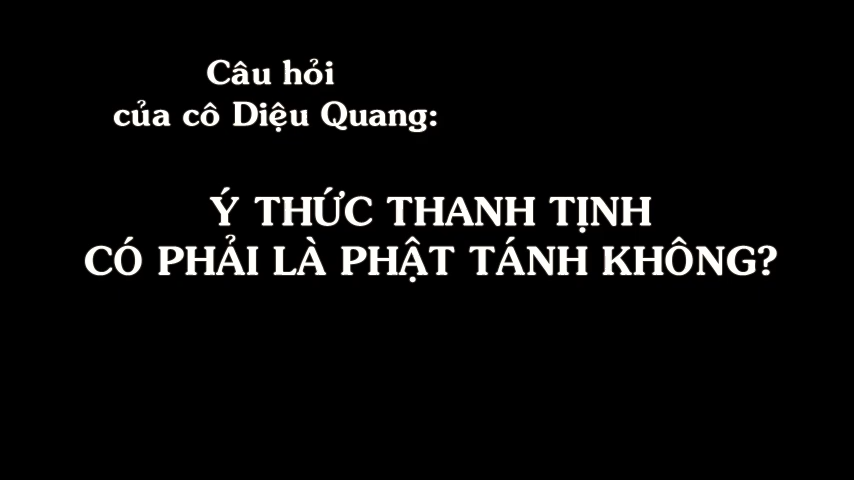 Câu hỏi
của cô Diệu Quang:
Ý THỨC THANH TỊNH
CÓ PHẢI LÀ PHẬT TÁNH KHÔNG?